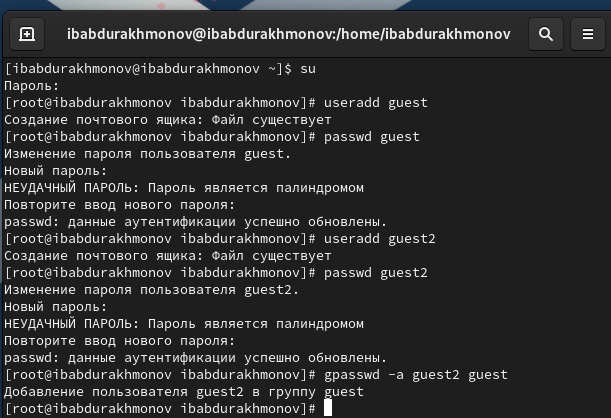 ibabdurakhmonov@ibabdurakhmonov:/home/ibabdurakhmonov
[ibabdurakhmonov@ibabdurakhmonov ~]$ su
Пароль:
[root@ibabdurakhmonov ibabdurakhmonov]# useradd guest
Создание почтового ящика: Файл существует
[root@ibabdurakhmonov ibabdurakhmonov]# passwd guest
Изменение пароля пользователя guest.
Новый пароль:
НЕУДАЧНЫЙ ПАРОЛЬ: Пароль является палиндромом
Повторите ввод нового пароля:
passwd: данные аутентификации успешно обновлены.
[root@ibabdurakhmonov ibabdurakhmonov]# useradd guest2
Создание почтового ящика: Файл существует
[root@ibabdurakhmonov ibabdurakhmonov]# passwd guest2
Изменение пароля пользователя guest2.
Новый пароль:
НЕУДАЧНЫЙ ПАРОЛЬ: Пароль является палиндромом
Повторите ввод нового пароля:
passwd: данные аутентификации успешно обновлены.
[root@ibabdurakhmonov ibabdurakhmonov]# gpasswd -a guest2 guest
Добавление пользователя guest2 в группу guest
[root@ibabdurakhmonov ibabdurakhmonov]#